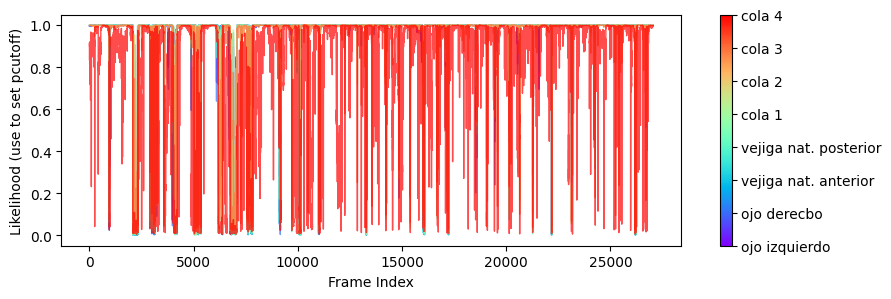 Likelihood (use to set pcutoff)
1.0
0.8
0.6
0.4
0.2
0.0
0
5000
10000
15000
20000
25000
Frame Index
cola 4
cola 3
cola 2
cola 1
vejiga nat. posterior
vejiga nat. anterior
ojo derecbo
ojo izquierdo